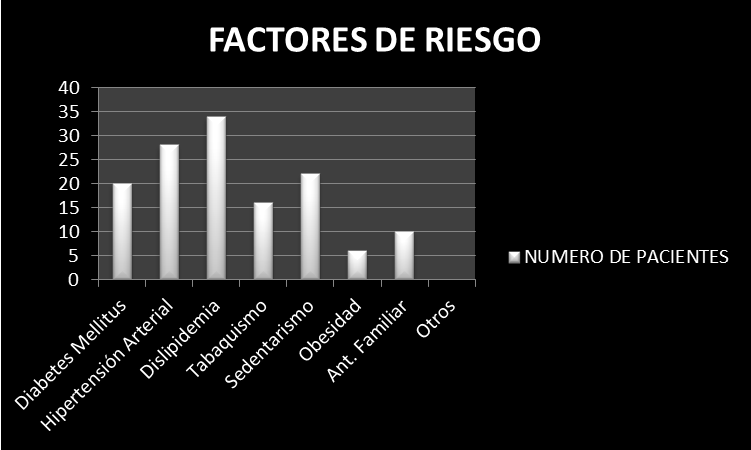 FACTORES DE RIESGO
40
35
30
25
20
15
10
5
0
Diabetes Mellitus
Hipertensión Arterial
Dislipidemia
Tabaquismo
Sedentarismo
Obesidad
Ant. Familiar
Otros
NUMERO DE PACIENTES